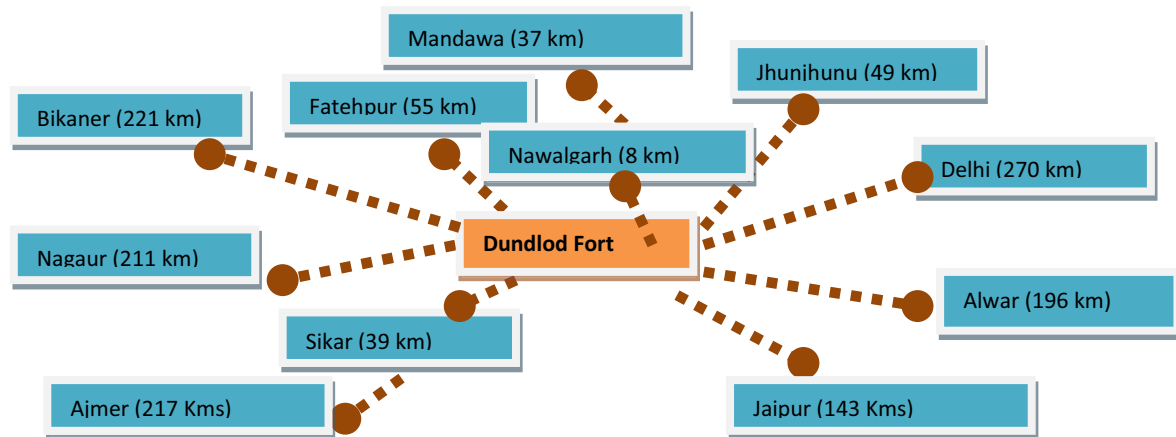 Mandawa (37 km)
Jhunjhunu (49 km)
Fatehpur (55 km)
Bikaner (221 km)
Nawalgarh (8 km)
Delhi (270 km)
Dundlod Fort
Nagaur (211 km)
Alwar (196 km)
Sikar (39 km)
Ajmer (217 Kms)
Jaipur (143 Kms)